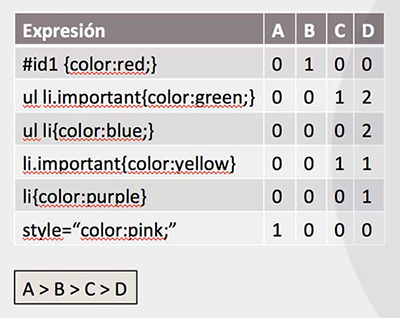 Expresión A B C D
#id1 {color:red;} 0 1 0 0
ul li.important{color:green;} 0 0 1 2
ul li{color:blue;} 0 0 0 2
li.important{color:yellow} 0 0 1 1
li{color:purple} 0 0 0 1
style=“color:pink;” 1 0 0 0
A > B > C > D